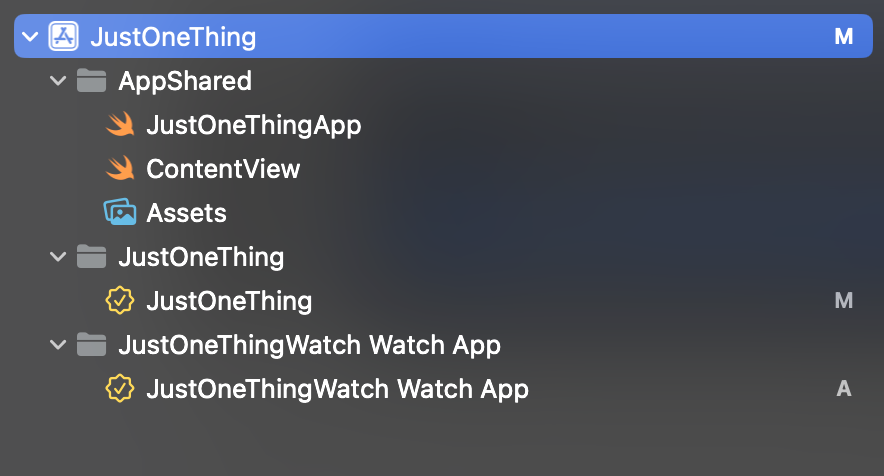 JustOneThing M
AppShared
JustOneThingApp
ContentView
Assets
JustOneThing
JustOneThing M
JustOneThingWatch Watch App
JustOneThingWatch Watch App A